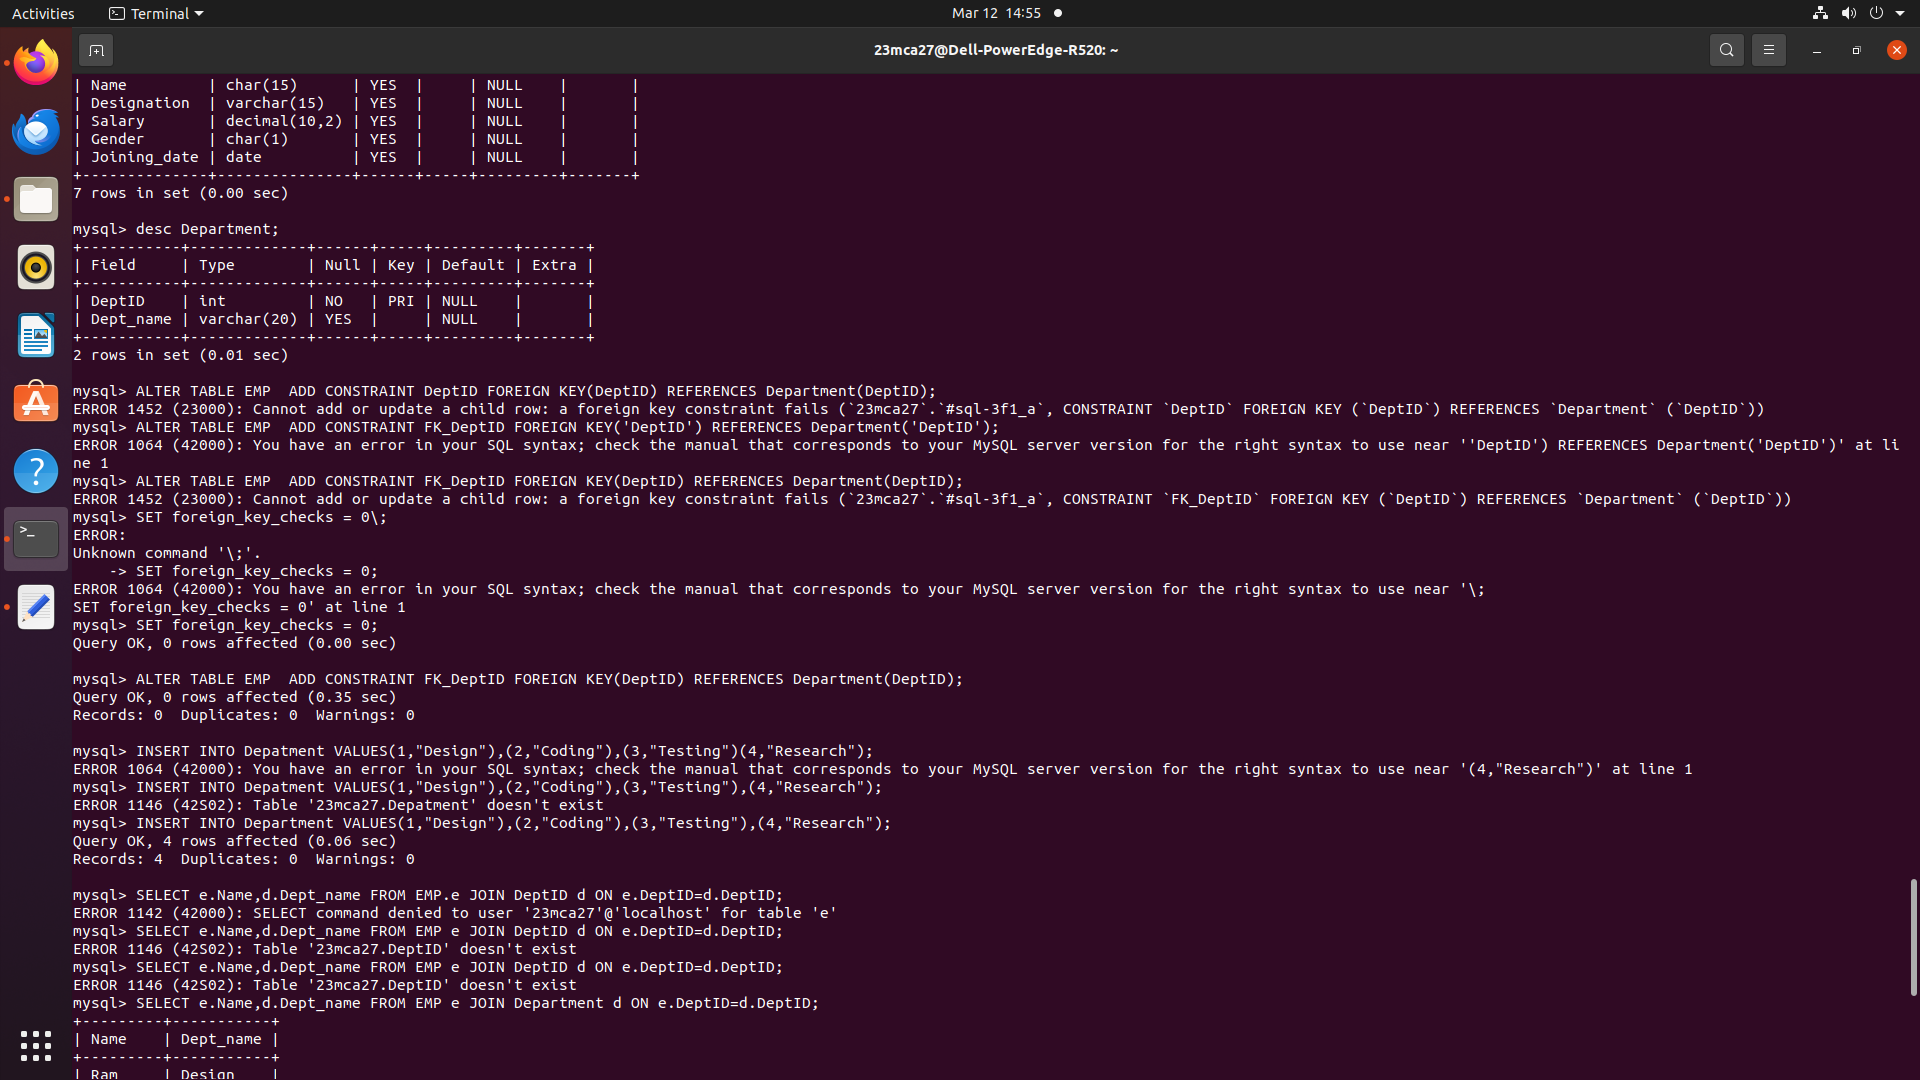 Activities
Terminal
Mar 12 14:55
23mca27@Dell-PowerEdge-R520: ~
| Name         | char(15)      | YES  |     | NULL    |       |
| Designation  | varchar(15)   | YES  |     | NULL    |       |
| Salary       | decimal(10,2) | YES  |     | NULL    |       |
| Gender       | char(1)       | YES  |     | NULL    |       |
| Joining_date | date          | YES  |     | NULL    |       |
+--------------+---------------+------+-----+---------+-------+
7 rows in set (0.00 sec)
mysql> desc Department;
+-----------+-------------+------+-----+---------+-------+
| Field     | Type        | Null | Key | Default | Extra |
+-----------+-------------+------+-----+---------+-------+
| DeptID    | int         | NO   | PRI | NULL    |       |
| Dept_name | varchar(20) | YES  |     | NULL    |       |
+-----------+-------------+------+-----+---------+-------+
2 rows in set (0.01 sec)
mysql> ALTER TABLE EMP  ADD CONSTRAINT DeptID FOREIGN KEY(DeptID) REFERENCES Department(DeptID);
ERROR 1452 (23000): Cannot add or update a child row: a foreign key constraint fails (`23mca27`.`#sql-3f1_a`, CONSTRAINT `DeptID` FOREIGN KEY (`DeptID`) REFERENCES `Department` (`DeptID`))
mysql> ALTER TABLE EMP  ADD CONSTRAINT FK_DeptID FOREIGN KEY('DeptID') REFERENCES Department('DeptID');
ERROR 1064 (42000): You have an error in your SQL syntax; check the manual that corresponds to your MySQL server version for the right syntax to use near ''DeptID') REFERENCES Department('DeptID')' at li
ne 1
mysql> ALTER TABLE EMP  ADD CONSTRAINT FK_DeptID FOREIGN KEY(DeptID) REFERENCES Department(DeptID);
ERROR 1452 (23000): Cannot add or update a child row: a foreign key constraint fails (`23mca27`.`#sql-3f1_a`, CONSTRAINT `FK_DeptID` FOREIGN KEY (`DeptID`) REFERENCES `Department` (`DeptID`))
mysql> SET foreign_key_checks = 0\;
ERROR:
Unknown command '\;'.
    -> SET foreign_key_checks = 0;
ERROR 1064 (42000): You have an error in your SQL syntax; check the manual that corresponds to your MySQL server version for the right syntax to use near '\;
SET foreign_key_checks = 0' at line 1
mysql> SET foreign_key_checks = 0;
Query OK, 0 rows affected (0.00 sec)
mysql> ALTER TABLE EMP  ADD CONSTRAINT FK_DeptID FOREIGN KEY(DeptID) REFERENCES Department(DeptID);
Query OK, 0 rows affected (0.35 sec)
Records: 0  Duplicates: 0  Warnings: 0
mysql> INSERT INTO Depatment VALUES(1,"Design"),(2,"Coding"),(3,"Testing")(4,"Research");
ERROR 1064 (42000): You have an error in your SQL syntax; check the manual that corresponds to your MySQL server version for the right syntax to use near '(4,"Research")' at line 1
mysql> INSERT INTO Depatment VALUES(1,"Design"),(2,"Coding"),(3,"Testing"),(4,"Research");
ERROR 1146 (42S02): Table '23mca27.Depatment' doesn't exist
mysql> INSERT INTO Department VALUES(1,"Design"),(2,"Coding"),(3,"Testing"),(4,"Research");
Query OK, 4 rows affected (0.06 sec)
Records: 4  Duplicates: 0  Warnings: 0
mysql> SELECT e.Name,d.Dept_name FROM EMP.e JOIN DeptID d ON e.DeptID=d.DeptID;
ERROR 1142 (42000): SELECT command denied to user '23mca27'@'localhost' for table 'e'
mysql> SELECT e.Name,d.Dept_name FROM EMP e JOIN DeptID d ON e.DeptID=d.DeptID;
ERROR 1146 (42S02): Table '23mca27.DeptID' doesn't exist
mysql> SELECT e.Name,d.Dept_name FROM EMP e JOIN DeptID d ON e.DeptID=d.DeptID;
ERROR 1146 (42S02): Table '23mca27.DeptID' doesn't exist
mysql> SELECT e.Name,d.Dept_name FROM EMP e JOIN Department d ON e.DeptID=d.DeptID;
+---------+-----------+
| Name    | Dept_name |
+---------+-----------+
| Ram     | Design    |